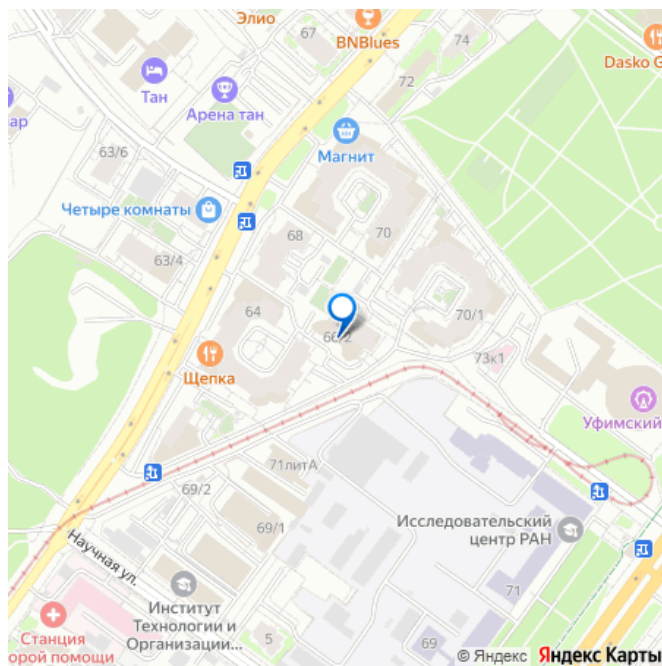 Элио
67
BNBlues
74
Dasko G
Тан
72
Арена тан
ар
Магнит
63/6
Четыре комнаты
70
68
63/4
64
70/1
66/2
73к1
Щепка
Уфимский
71литА
69/2
69/1
Исследовательский
центр РАН
Научная ул.
71
Институт
Технологии и
Организации...
5
69
Станция
орой помощи
© Яндекс Яндекс Карты